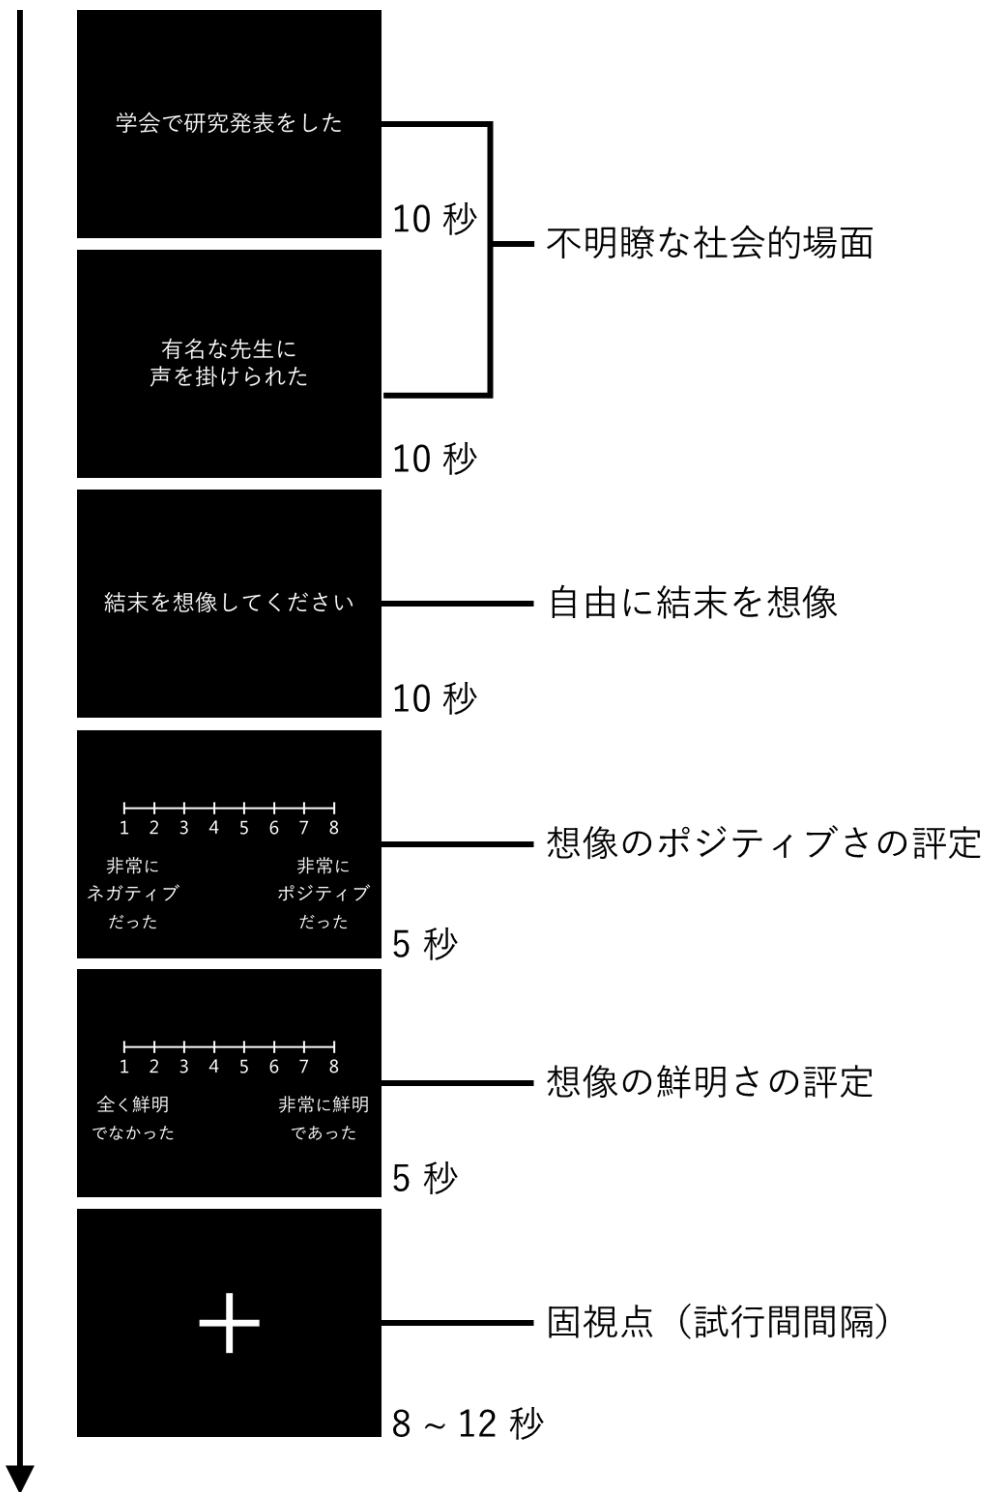 学会で研究発表をした
10 秒
不明瞭な社会的場面
有名な先生に
声を掛けられた
10 秒
結末を想像してください
自由に結末を想像
10 秒
1 2 3 4 5 6 7 8
非常に
ネガティブ
だった
非常に
ポジティブ
だった
想像のポジティブさの評定
5 秒
1 2 3 4 5 6 7 8
全く鮮明
でなかった
非常に鮮明
であった
想像の鮮明さの評定
5 秒
固視点（試行間間隔）
8 ~ 12 秒